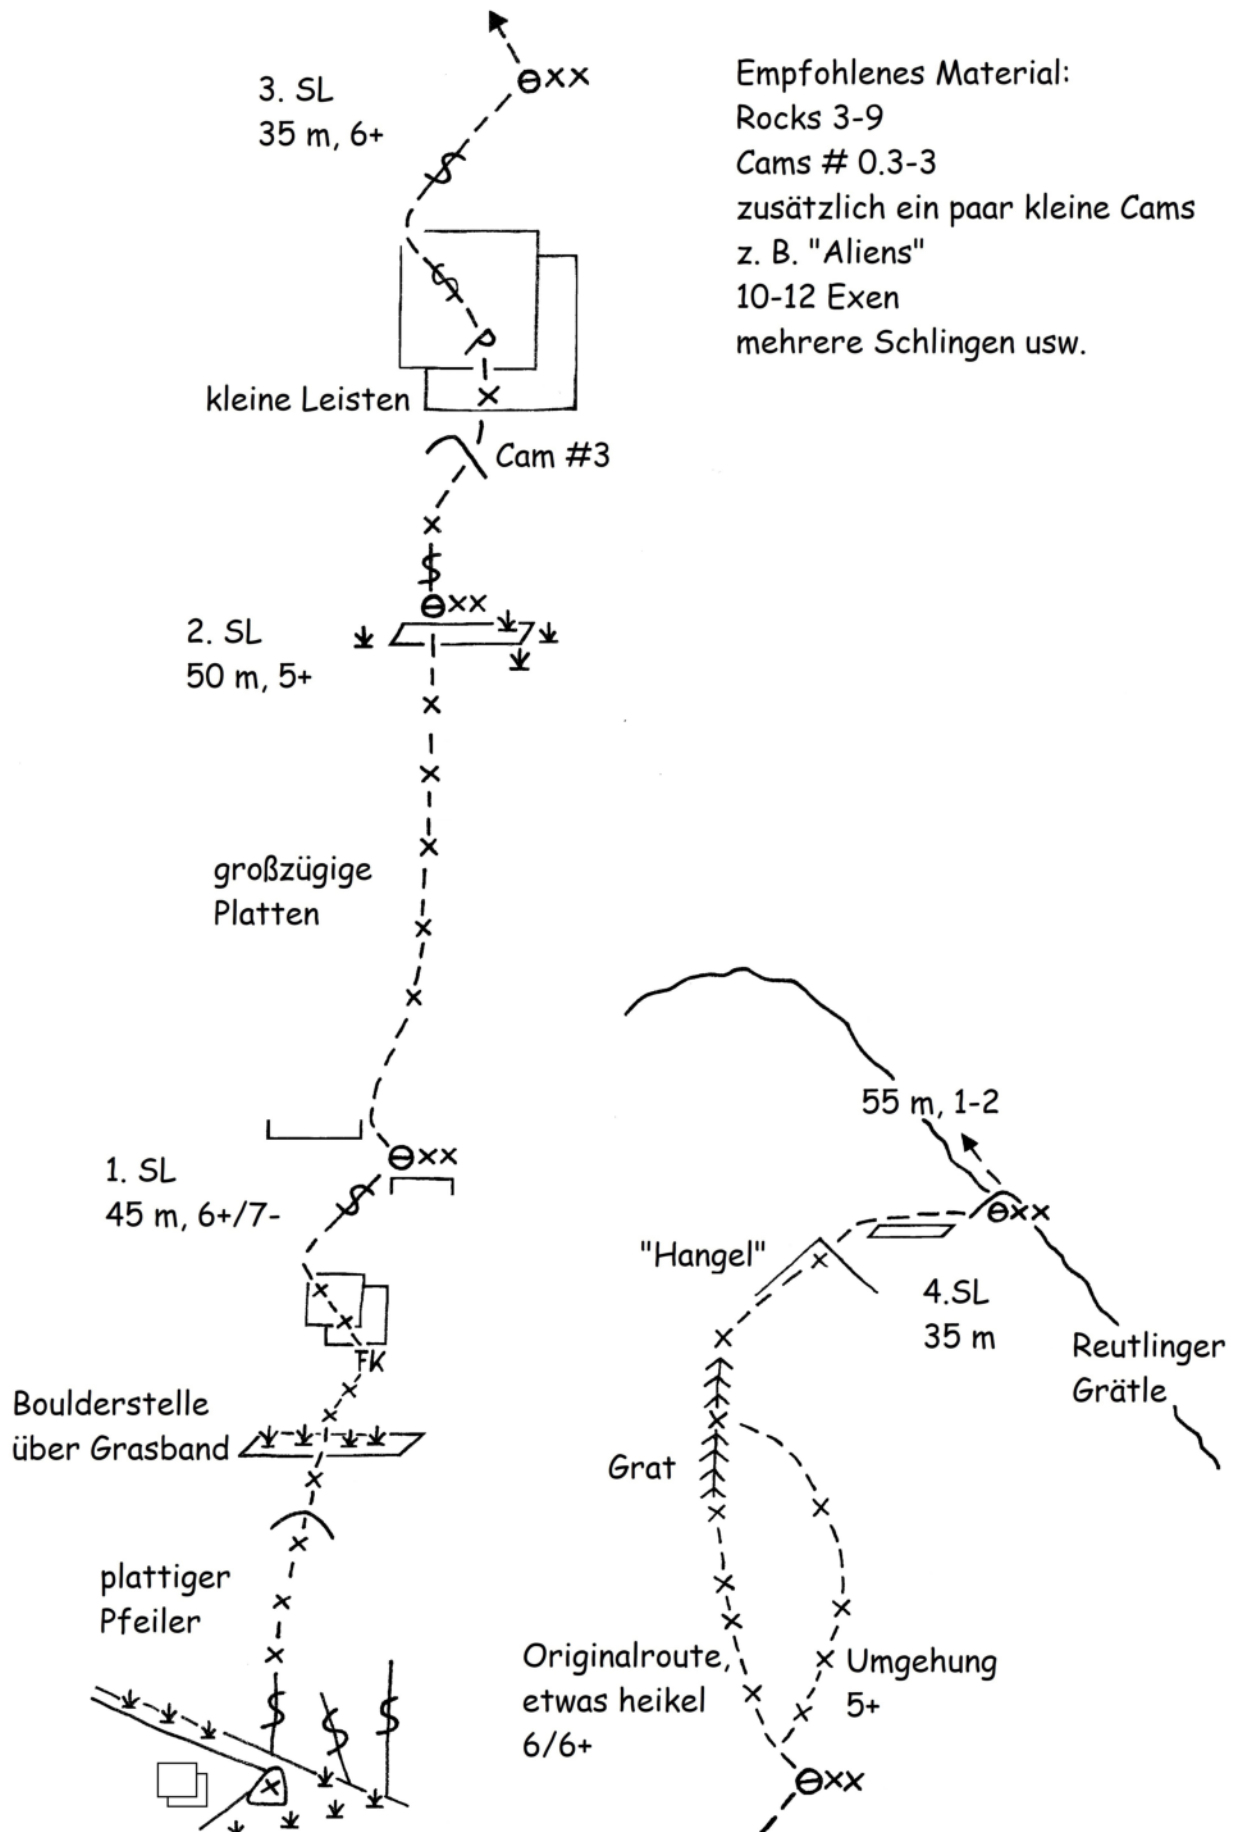 3. SL
35 m, 6+
Empfohlenes Material:
Rocks 3-9
Cams # 0.3-3
zusätzlich ein paar kleine Cams
z. B. "Aliens"
10-12 Exen
mehrere Schlingen usw.
kleine Leisten
Cam #3
2. SL
50 m, 5+
großzügige
Platten
1. SL
45 m, 6+/7-
FK
Boulderstelle
über Grasband
plattiger
Pfeiler
55 m, 1-2
"Hangel"
4.SL
35 m
Reutlinger
Grätle
Grat
Originalroute,
etwas heikel
6/6+
Umgehung
5+